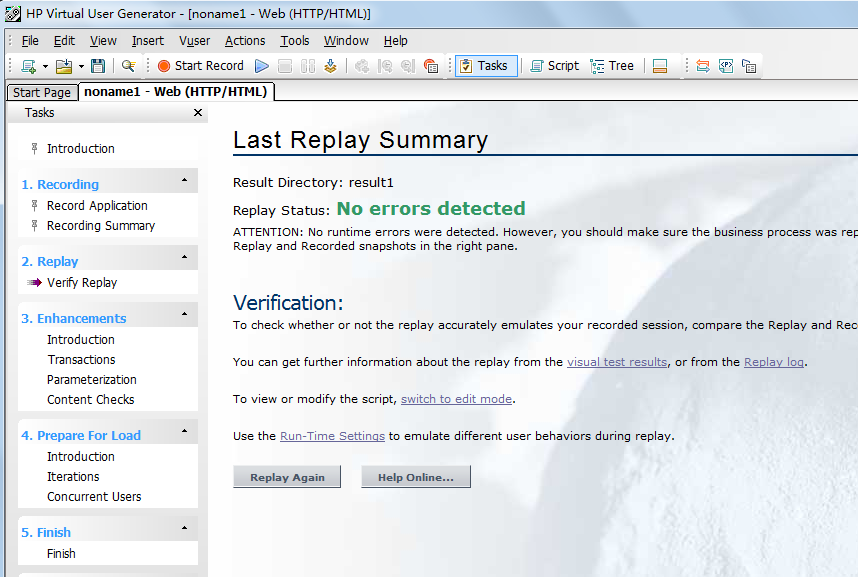 HP Virtual User Generator - [noname1 - Web (HTTP/HTML)]
File Edit View Insert Vuser Actions Tools Window Help
Start Record Tasks Script Tree
Start Page noname1 - Web (HTTP/HTML)
Tasks
Introduction
1. Recording
Record Application
Recording Summary
2. Replay
Verify Replay
3. Enhancements
Introduction
Transactions
Parameterization
Content Checks
4. Prepare For Load
Introduction
Iterations
Concurrent Users
5. Finish
Finish
Last Replay Summary
Result Directory: result1
Replay Status: No errors detected
ATTENTION: No runtime errors were detected. However, you should make sure the business process was rep
Replay and Recorded snapshots in the right pane.
Verification:
To check whether or not the replay accurately emulates your recorded session, compare the Replay and Rec
You can get further information about the replay from the visual test results, or from the Replay log.
To view or modify the script, switch to edit mode.
Use the Run-Time Settings to emulate different user behaviors during replay.
Replay Again Help Online...